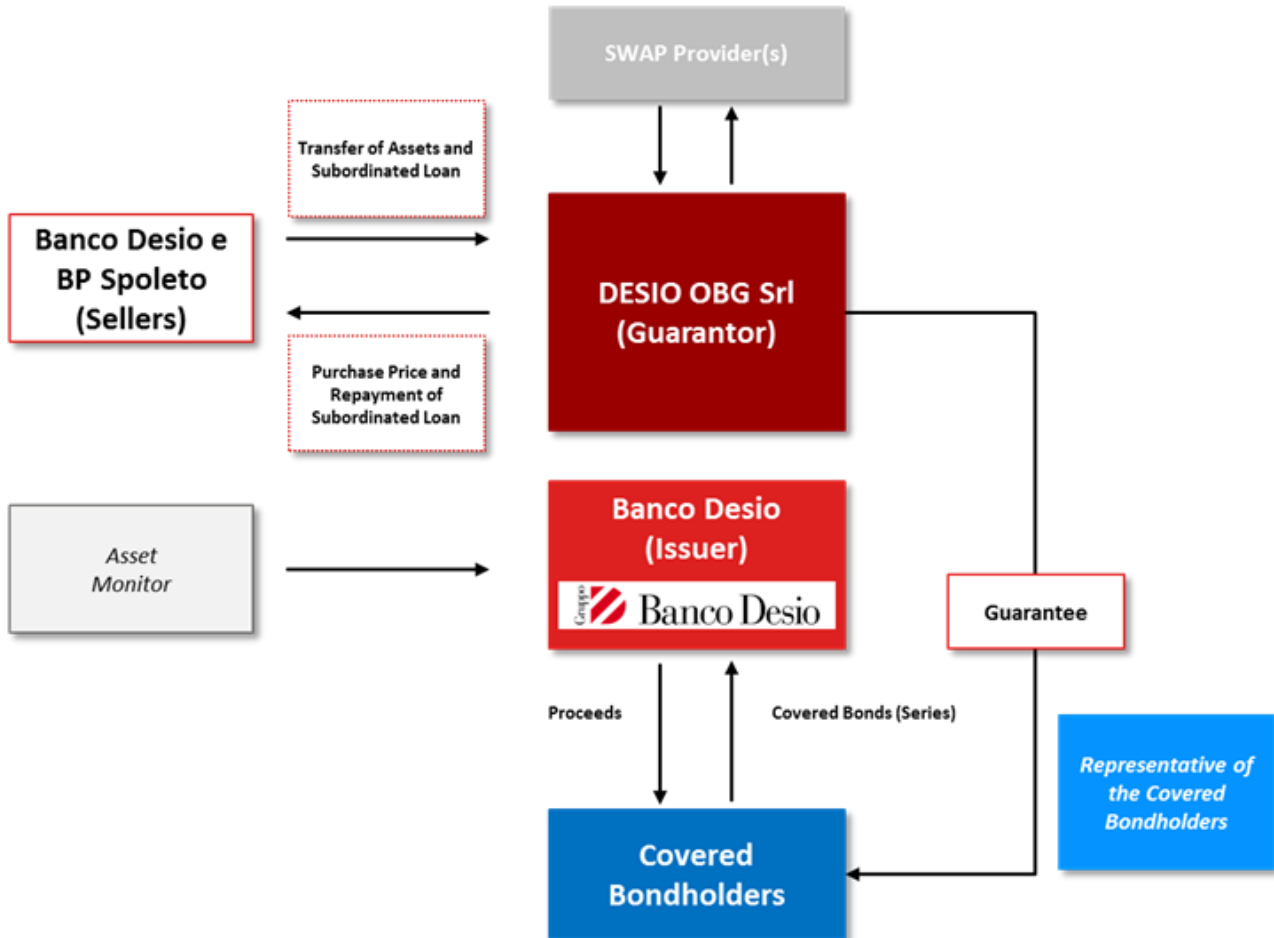 SWAP Provider(s)
Transfer of Assets and
Subordinated Loan
Banco Desio e
BP Spoleto
(Sellers)
DESIO OBG Srl
(Guarantor)
Purchase Price and
Repayment of
Subordinated Loan
Asset
Monitor
Banco Desio
(Issuer)
Gruppo
Banco Desio
Guarantee
Proceeds
Covered Bonds (Series)
Representative of
the Covered
Bondholders
Covered
Bondholders